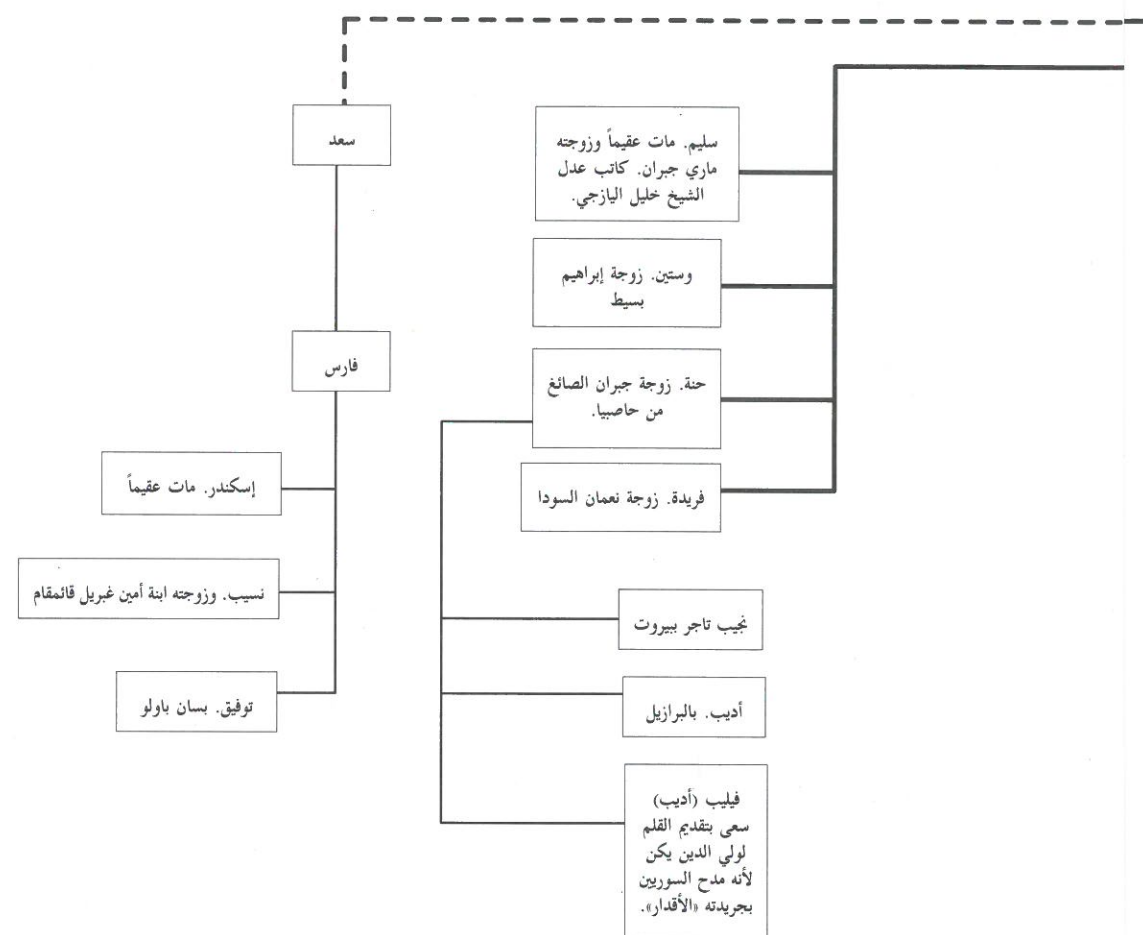 سليم. مات عقيماً وزوجته
ماري جبران. كاتب عدل
الشيخ خليل اليازجي.
وستين. زوجة إبراهيم
بسيط
حنة. زوجة جبران الصائغ
من حاصبيا.
فريدة. زوجة نعمان السودا
نجيب تاجر ببيروت
أديب. بالبرازيل
فيليب (أديب)
سعى بتقديم القلم
لولي الدين يكن
لأنه مدح السوريين
بجريدته «الأقدار».
سعد
فارس
إسكندر. مات عقيماً
نسيب. وزوجته ابنة أمين غبريل قائمقام
توفيق. بسان باولو